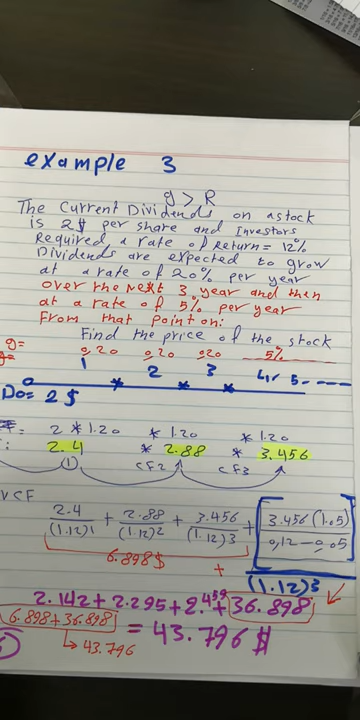 example 3
g > R
The Current Dividends on a stock
is 2$ per share and Investors
Required a rate of Return = 12%
Dividends are expected to grow
at a rate of 20% per year
over the Next 3 year and then
at a rate of 5% per year
From that point on:
Find the price of the stock
g= 0,20 0,20 0,20 5%
g=
1 2 3 4, 5 - - - -
D0 = 2 $
2 * 1.20 * 1.20 * 1.20
2.4 * 2.88 * 3.456
(1) CF2 CF3
VCF
2.4/(1.12)1 + 2.88/(1.12)2 + 3.456/(1.12)3 + [3.456 (1.05)/0,12 - 0,05]/(1.12)3
6.898$ +
2.142 + 2.295 + 2.459 + 36.898
6.898 + 36.898 = 43.796 $
→ 43.796